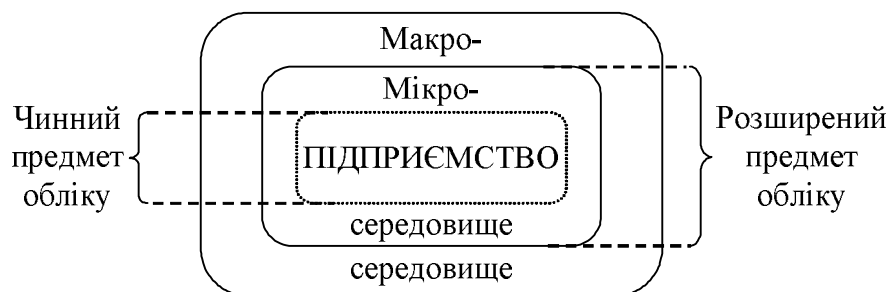 Макро-
Мікро-
Чинний
предмет
обліку
ПІДПРИЄМСТВО
Розширений
предмет
обліку
середовище
середовище